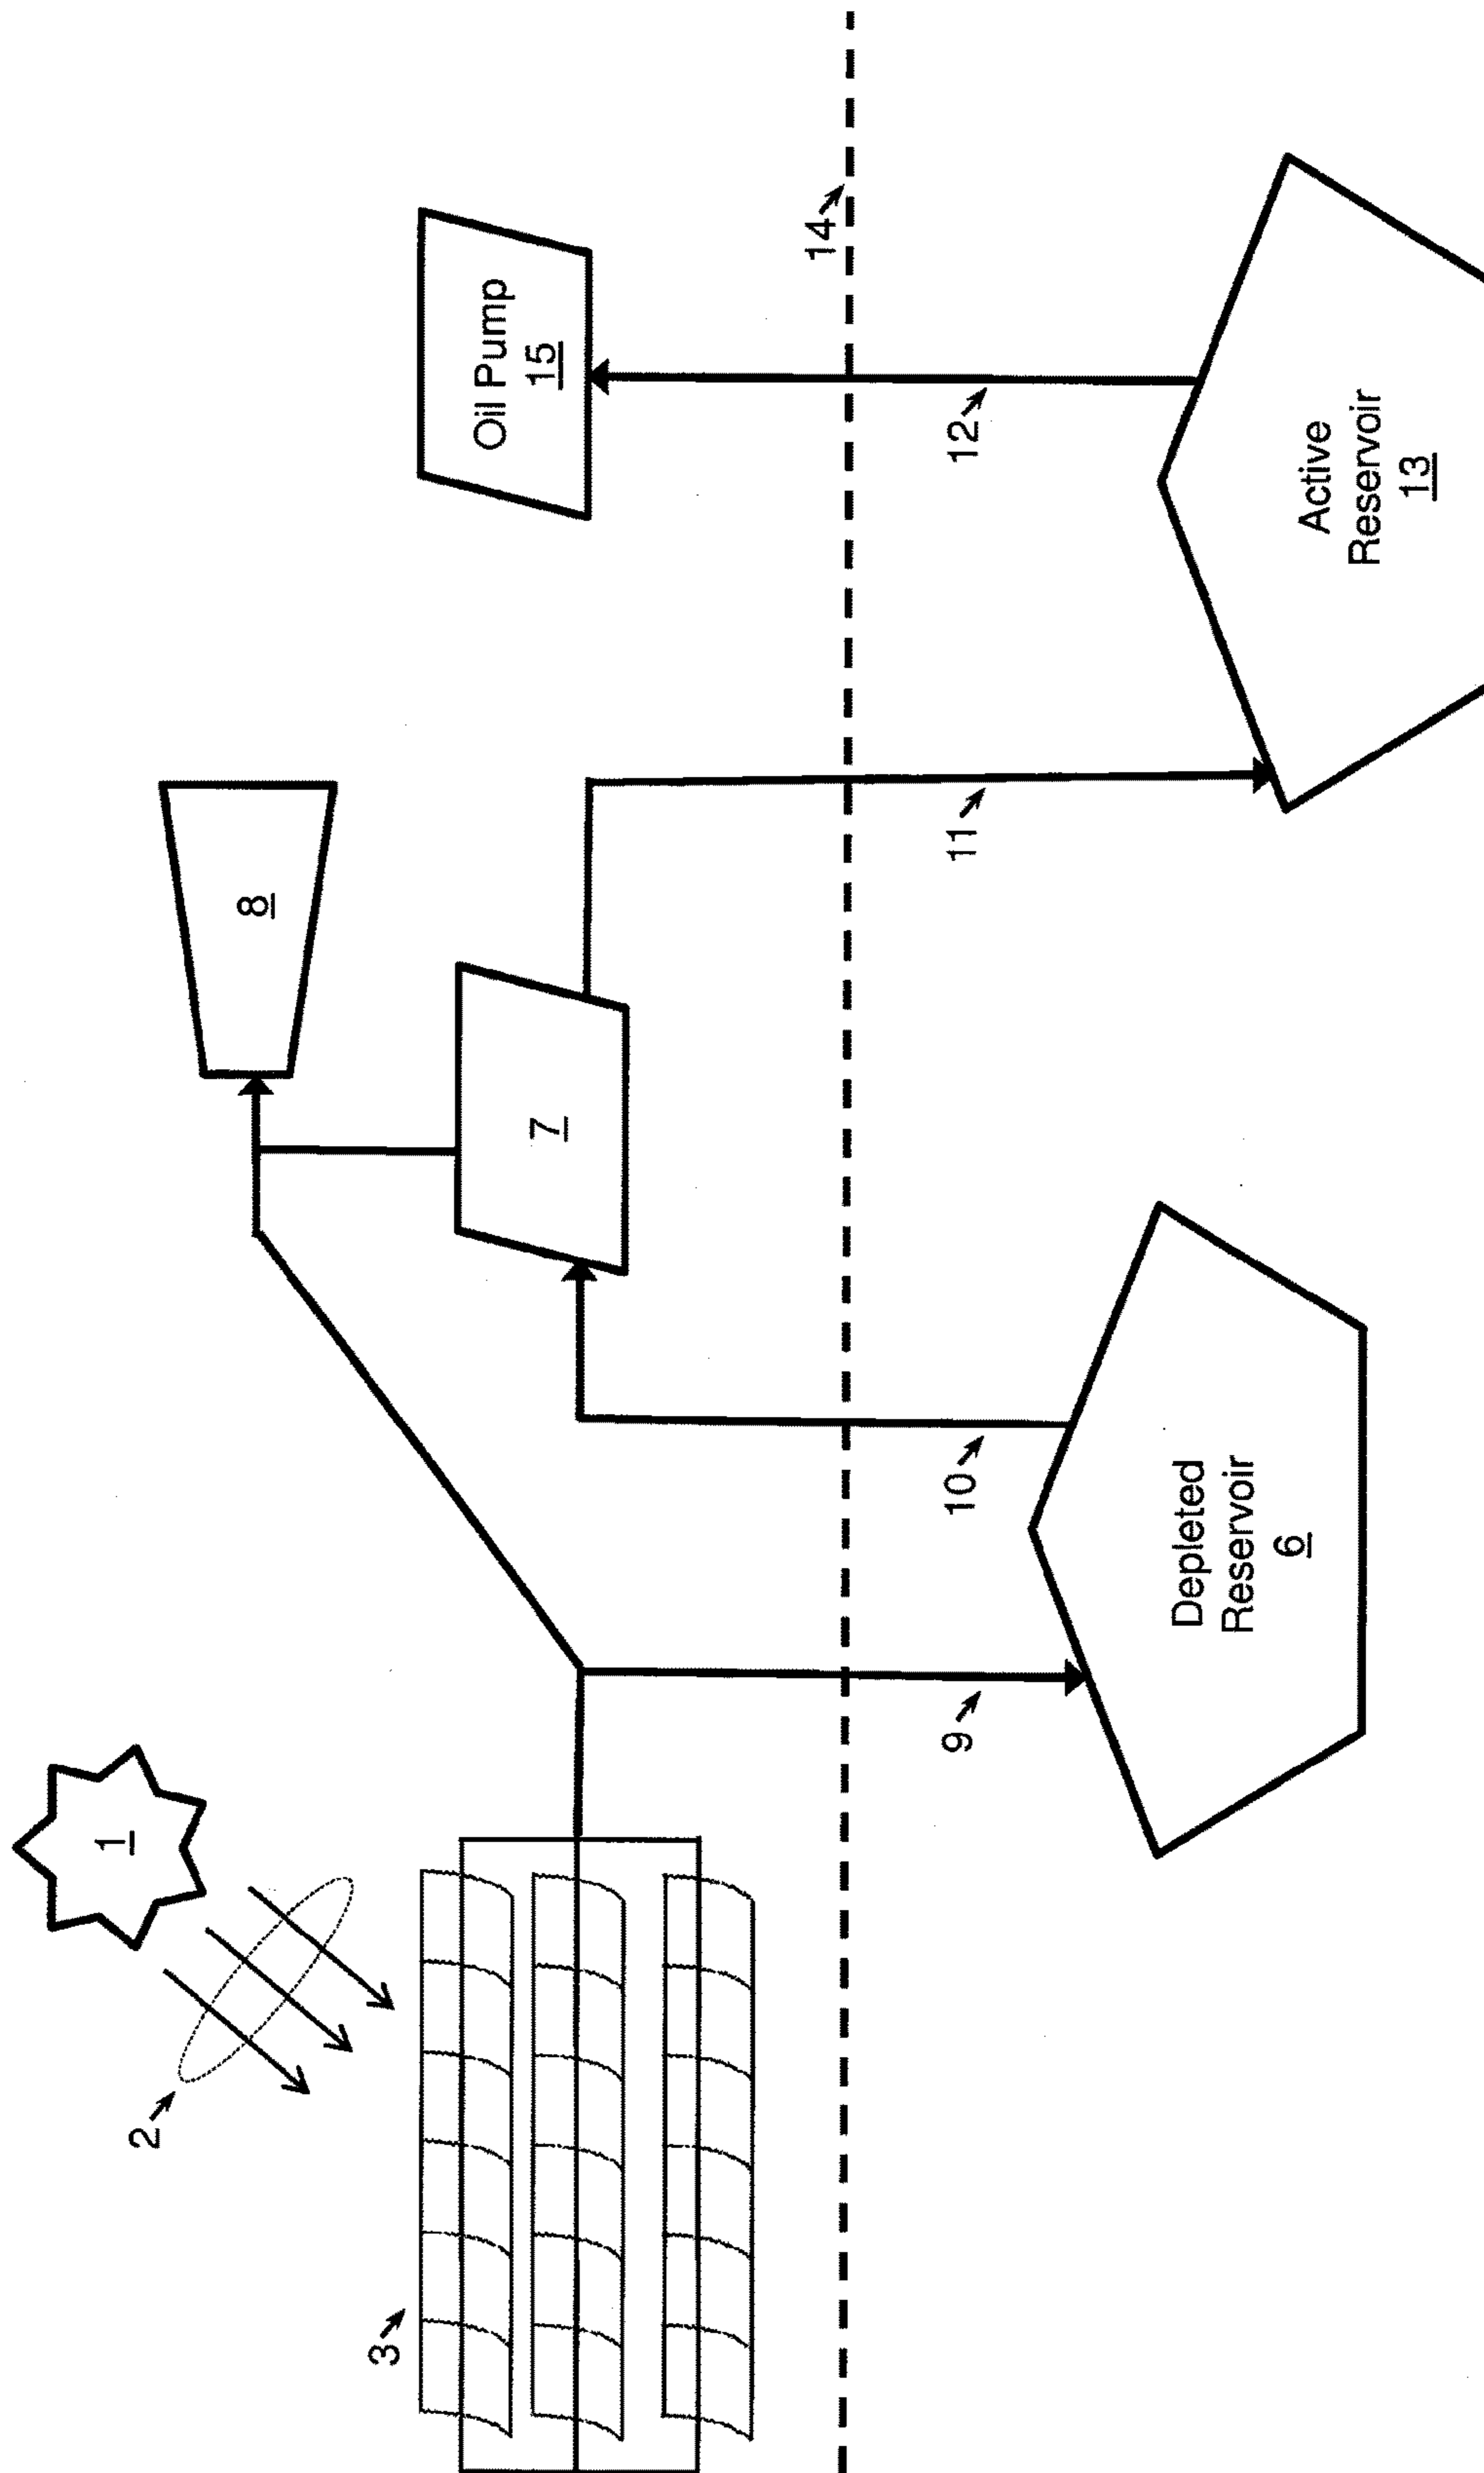 1
2
3
8
7
Oil Pump
15
14
9
10
11
12
Depleted
Reservoir
6
Active
Reservoir
13